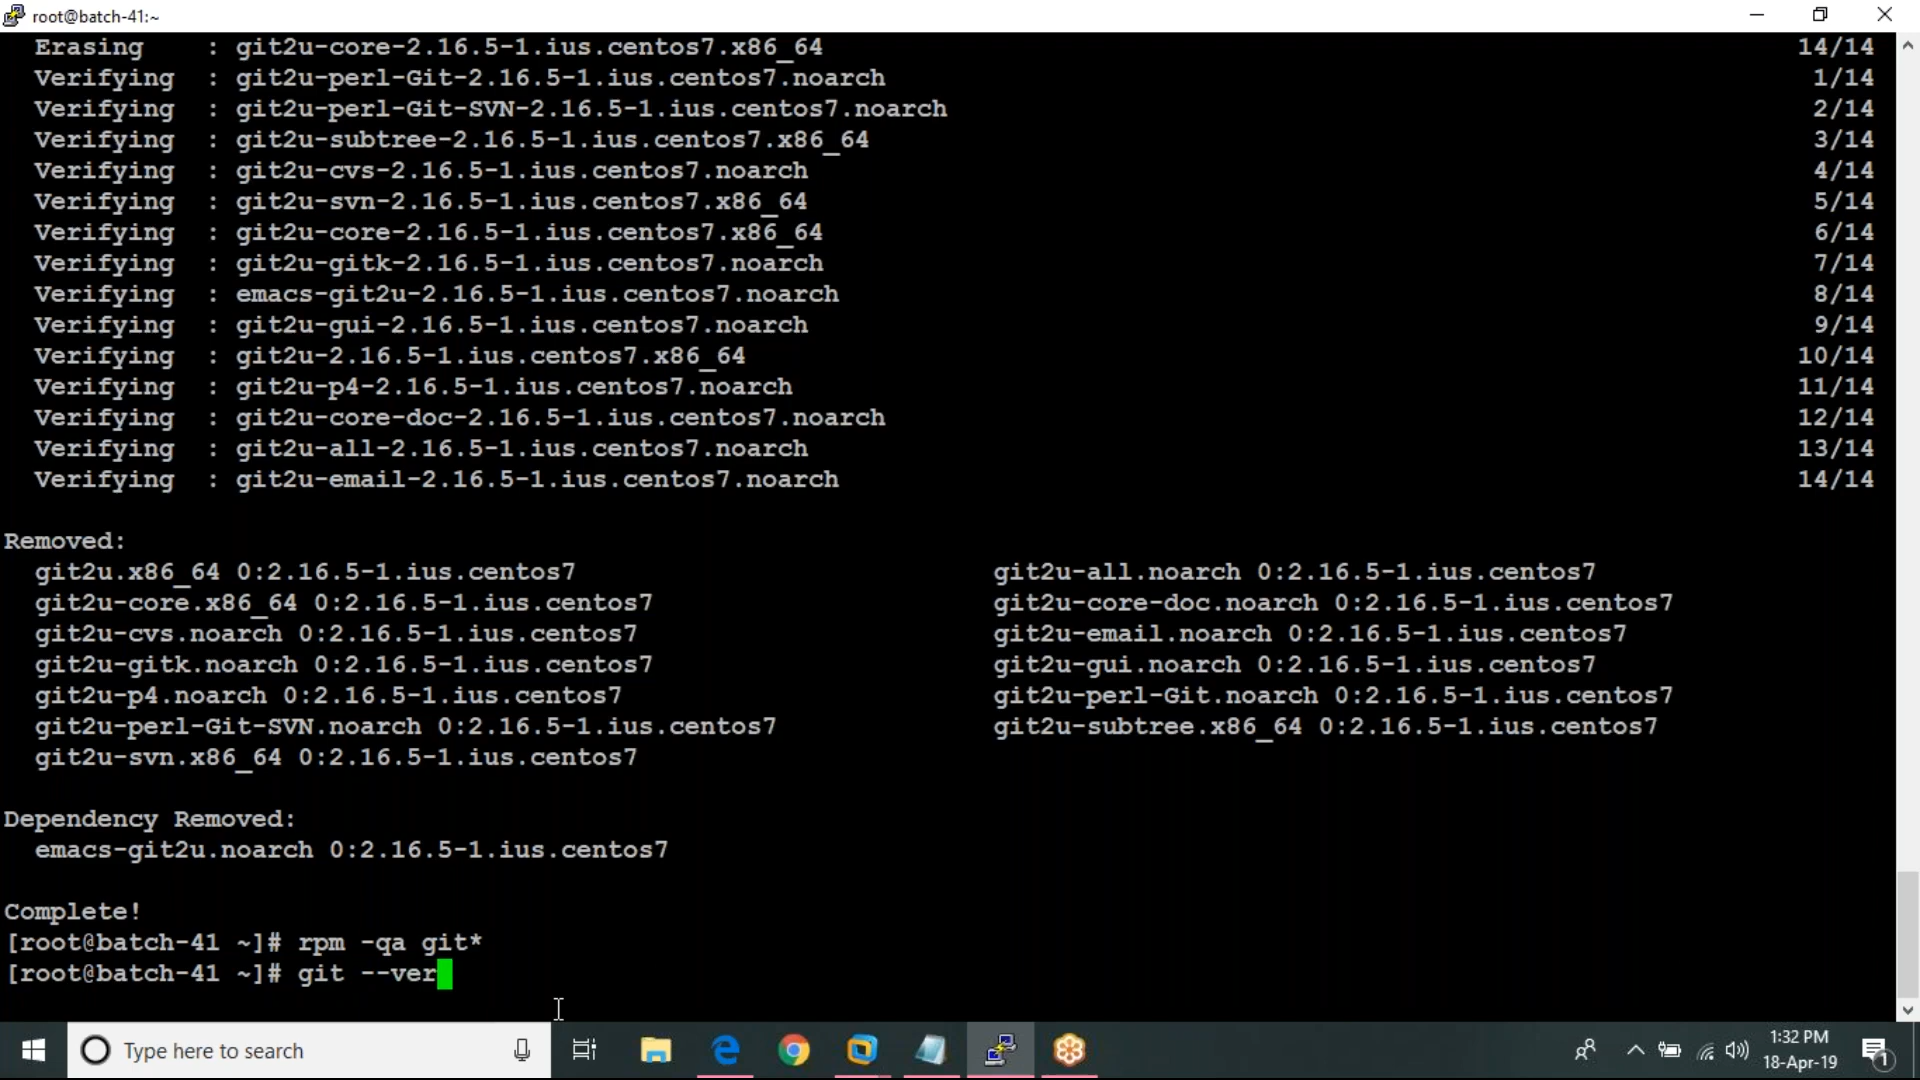 root@batch-41:~
Erasing : git2u-core-2.16.5-1.ius.centos7.x86_64 14/14
Verifying : git2u-perl-Git-2.16.5-1.ius.centos7.noarch 1/14
Verifying : git2u-perl-Git-SVN-2.16.5-1.ius.centos7.noarch 2/14
Verifying : git2u-subtree-2.16.5-1.ius.centos7.x86_64 3/14
Verifying : git2u-cvs-2.16.5-1.ius.centos7.noarch 4/14
Verifying : git2u-svn-2.16.5-1.ius.centos7.x86_64 5/14
Verifying : git2u-core-2.16.5-1.ius.centos7.x86_64 6/14
Verifying : git2u-gitk-2.16.5-1.ius.centos7.noarch 7/14
Verifying : emacs-git2u-2.16.5-1.ius.centos7.noarch 8/14
Verifying : git2u-gui-2.16.5-1.ius.centos7.noarch 9/14
Verifying : git2u-2.16.5-1.ius.centos7.x86_64 10/14
Verifying : git2u-p4-2.16.5-1.ius.centos7.noarch 11/14
Verifying : git2u-core-doc-2.16.5-1.ius.centos7.noarch 12/14
Verifying : git2u-all-2.16.5-1.ius.centos7.noarch 13/14
Verifying : git2u-email-2.16.5-1.ius.centos7.noarch 14/14
Removed:
git2u.x86_64 0:2.16.5-1.ius.centos7 git2u-all.noarch 0:2.16.5-1.ius.centos7
git2u-core.x86_64 0:2.16.5-1.ius.centos7 git2u-core-doc.noarch 0:2.16.5-1.ius.centos7
git2u-cvs.noarch 0:2.16.5-1.ius.centos7 git2u-email.noarch 0:2.16.5-1.ius.centos7
git2u-gitk.noarch 0:2.16.5-1.ius.centos7 git2u-gui.noarch 0:2.16.5-1.ius.centos7
git2u-p4.noarch 0:2.16.5-1.ius.centos7 git2u-perl-Git.noarch 0:2.16.5-1.ius.centos7
git2u-perl-Git-SVN.noarch 0:2.16.5-1.ius.centos7 git2u-subtree.x86_64 0:2.16.5-1.ius.centos7
git2u-svn.x86_64 0:2.16.5-1.ius.centos7
Dependency Removed:
emacs-git2u.noarch 0:2.16.5-1.ius.centos7
Complete!
[root@batch-41 ~]# rpm -qa git*
[root@batch-41 ~]# git --ver
Type here to search
1:32 PM
18-Apr-19
1